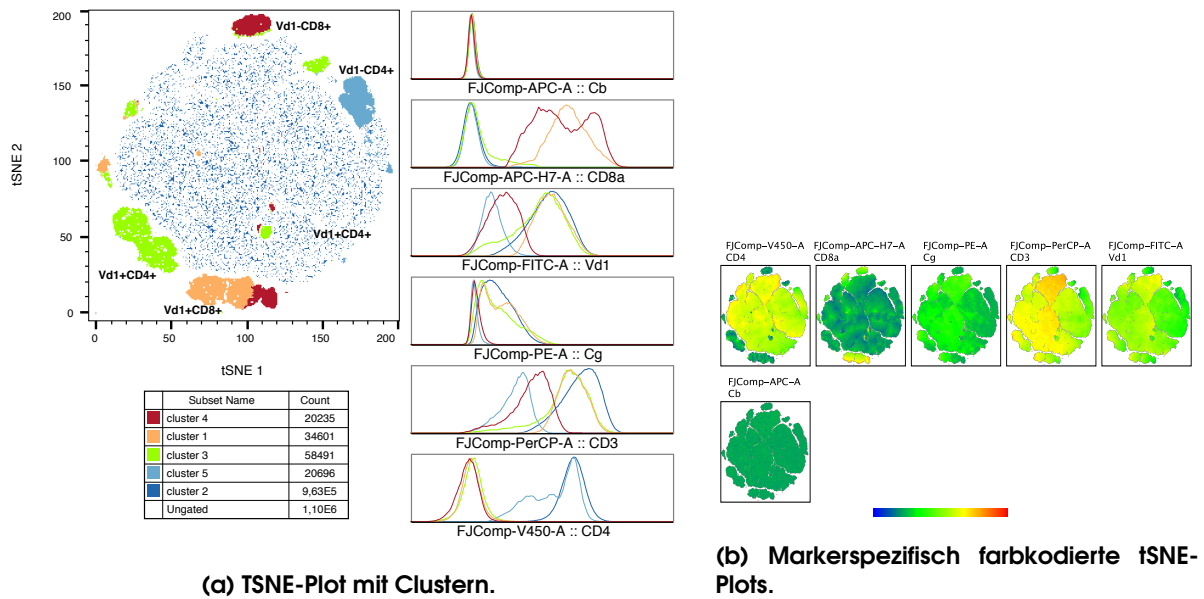 200
150
100
50
0
tSNE 2
Vd1-CD8+
Vd1-CD4+
Vd1+CD4+
Vd1+CD4+
Vd1+CD8+
0
50
100
150
200
tSNE 1
Subset Name Count
cluster 4 20235
cluster 1 34601
cluster 3 58491
cluster 5 20696
cluster 2 9,63E5
Ungated 1,10E6
FJComp-APC-A :: Cb
FJComp-APC-H7-A :: CD8a
FJComp-FITC-A :: Vd1
FJComp-PE-A :: Cg
FJComp-PerCP-A :: CD3
FJComp-V450-A :: CD4
(a) TSNE-Plot mit Clustern.
FJComp-V450-A
CD4
FJComp-APC-H7-A
CD8a
FJComp-PE-A
Cg
FJComp-PerCP-A
CD3
FJComp-FITC-A
Vd1
FJComp-APC-A
Cb
(b) Markerspezifisch farbkodierte tSNE-
Plots.